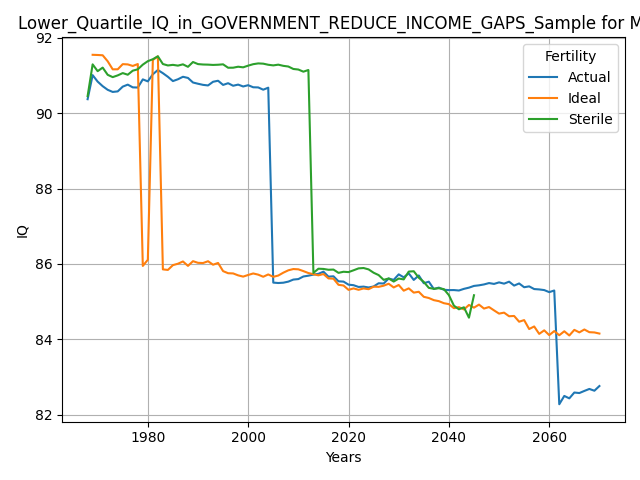 Lower_Quartile_IQ_in_GOVERNMENT_REDUCE_INCOME_GAPS_Sample for M
92
90
88
86
84
82
IQ
1980
2000
2020
2040
2060
Years
Fertility
Actual
Ideal
Sterile